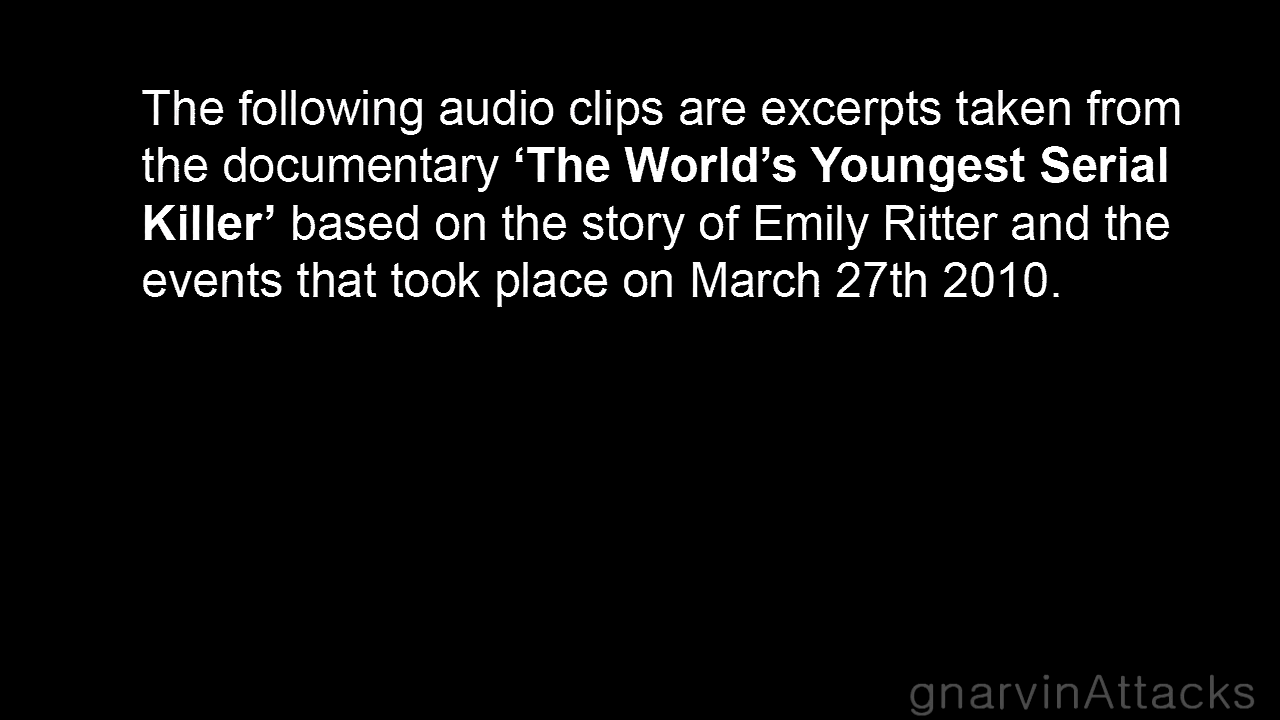 The following audio clips are excerpts taken from
the documentary ‘The World’s Youngest Serial
Killer’ based on the story of Emily Ritter and the
events that took place on March 27th 2010.
gnarvinAttacks